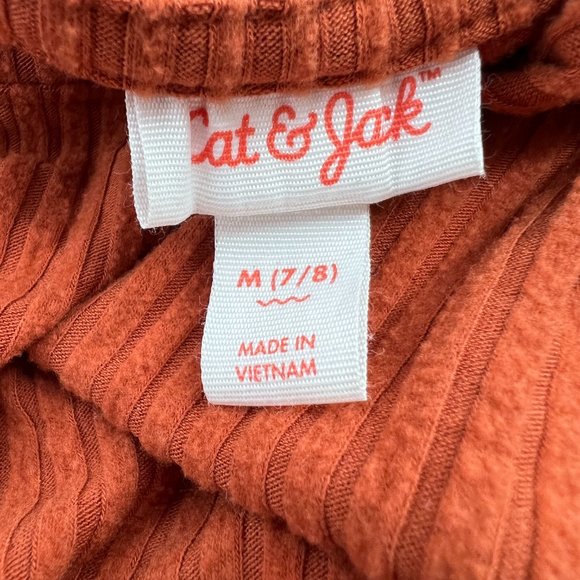 Cat & Jack™
M (7/8)
MADE IN
VIETNAM